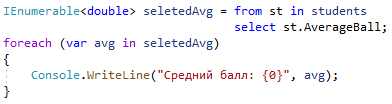 IEnumerable<double> seletedAvg = from st in students
select st.AverageBall;
foreach (var avg in seletedAvg)
{
Console.WriteLine("Средний балл: {0}", avg);
}